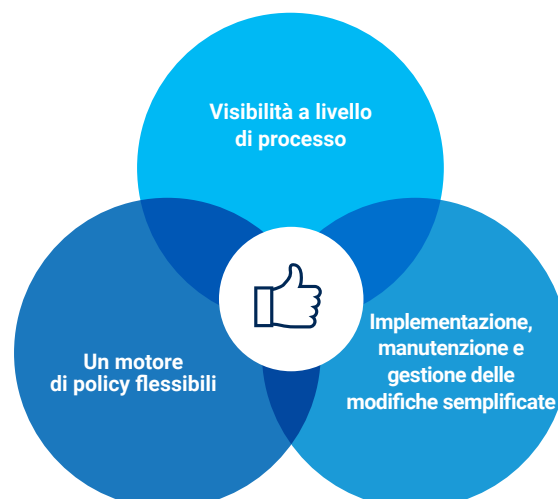 Visibilità a livello
di processo
Un motore
di policy flessibili
Implementazione,
manutenzione e
gestione delle
modifiche semplificate